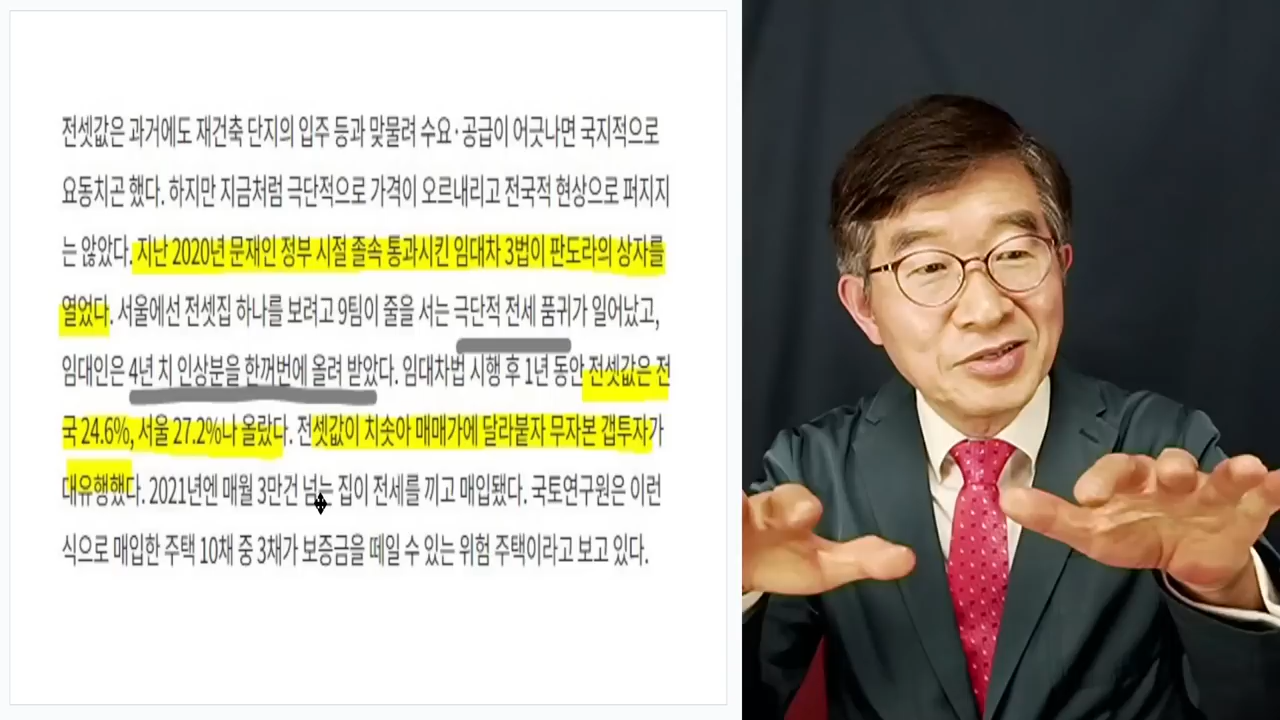 전셋값은 과거에도 재건축 단지의 입주 등과 맞물려 수요·공급이 어긋나면 국지적으로
요동치곤 했다. 하지만 지금처럼 극단적으로 가격이 오르내리고 전국적 현상으로 퍼지지
는 않았다. 지난 2020년 문재인 정부 시절 졸속 통과시킨 임대차 3법이 판도라의 상자를
열었다. 서울에선 전셋집 하나를 보려고 9팀이 줄을 서는 극단적 전세 품귀가 일어났고,
임대인은 4년 치 인상분을 한꺼번에 올려 받았다. 임대차법 시행 후 1년 동안 전셋값은 전
국 24.6%, 서울 27.2%나 올랐다. 전셋값이 치솟아 매매가에 달라붙자 무자본 갭투자가
대유행했다. 2021년엔 매월 3만건 넘는 집이 전세를 끼고 매입됐다. 국토연구원은 이런
식으로 매입한 주택 10채 중 3채가 보증금을 떼일 수 있는 위험 주택이라고 보고 있다.